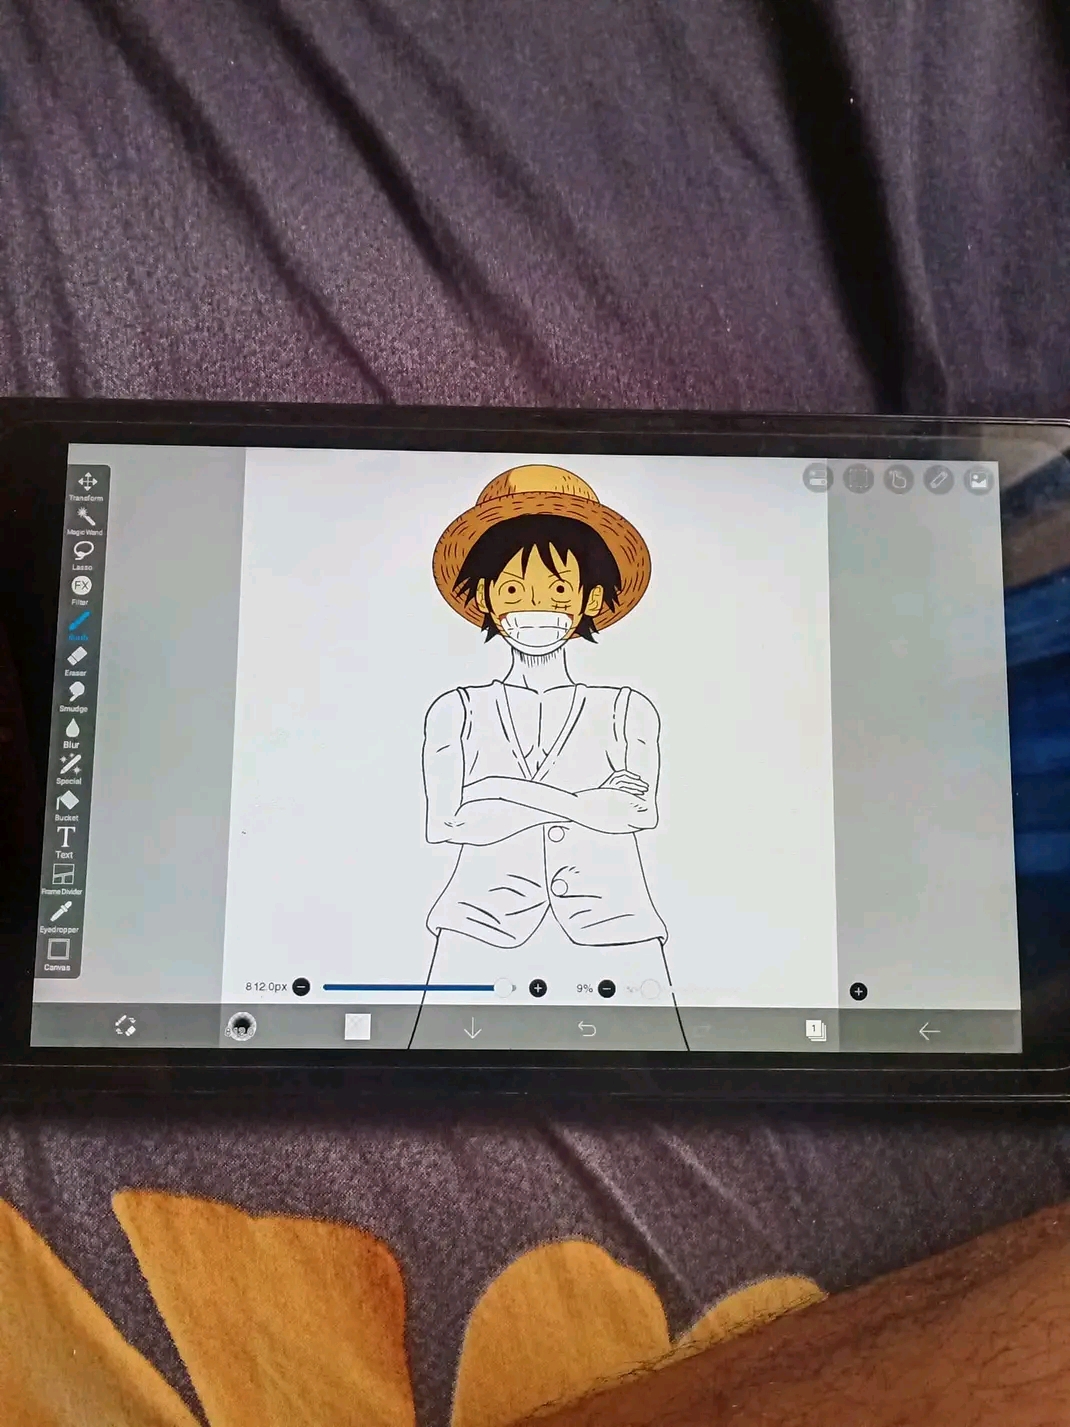 Transform
Magic Wand
Lasso
FX
Filter
Brush
Eraser
Smudge
Blur
Special
Bucket
T
Text
Frame Divider
Eyedropper
Canvas
812.0px
9%
1